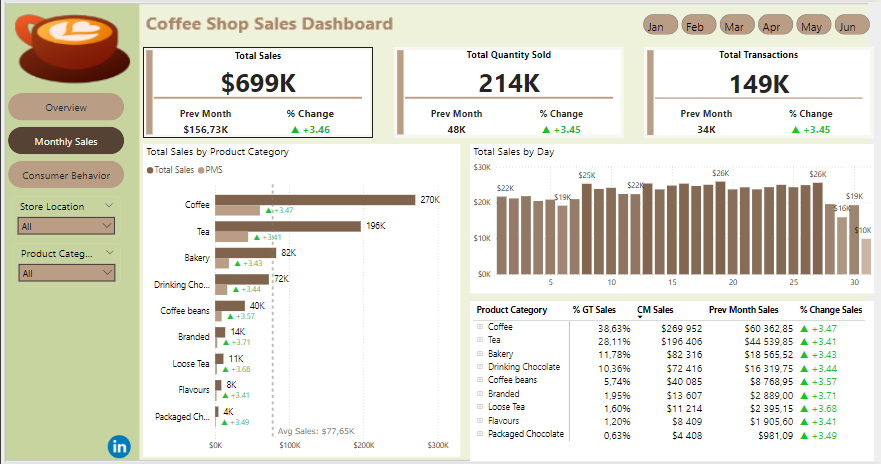 Coffee Shop Sales Dashboard
Jan Feb Mar Apr May Jun
Overview
Monthly Sales
Consumer Behavior
Store Location
All
Product Categ...
All
in
Total Sales
$699K
Prev Month % Change
$156,73K ▲ +3.46
Total Quantity Sold
214K
Prev Month % Change
48K ▲ +3.45
Total Transactions
149K
Prev Month % Change
34K ▲ +3.45
Total Sales by Product Category
Total Sales PMS
Coffee 270K
▲ +3.47
Tea 196K
▲ +3.41
Bakery 82K
▲ +3.43
Drinking Cho... 72K
▲ +3.44
Coffee beans 40K
▲ +3.57
Branded 14K
▲ +3.71
Loose Tea 11K
▲ +3.68
Flavours 8K
▲ +3.41
Packaged Ch... 4K
▲ +3.49
Avg Sales: $77,65K
$0K $100K $200K $300K
Total Sales by Day
$30K
$20K
$10K
$0K
$22K $19K $25K $22K $26K $26K $16K $19K $10K
5 10 15 20 25 30
Product Category % GT Sales CM Sales Prev Month Sales % Change Sales
Coffee 38,63% $269 952 $60 362,85 ▲ +3.47
Tea 28,11% $196 406 $44 539,85 ▲ +3.41
Bakery 11,78% $82 316 $18 565,52 ▲ +3.43
Drinking Chocolate 10,36% $72 416 $16 319,75 ▲ +3.44
Coffee beans 5,74% $40 085 $8 768,95 ▲ +3.57
Branded 1,95% $13 607 $2 889,00 ▲ +3.71
Loose Tea 1,60% $11 214 $2 395,15 ▲ +3.68
Flavours 1,20% $8 409 $1 905,60 ▲ +3.41
Packaged Chocolate 0,63% $4 408 $981,09 ▲ +3.49